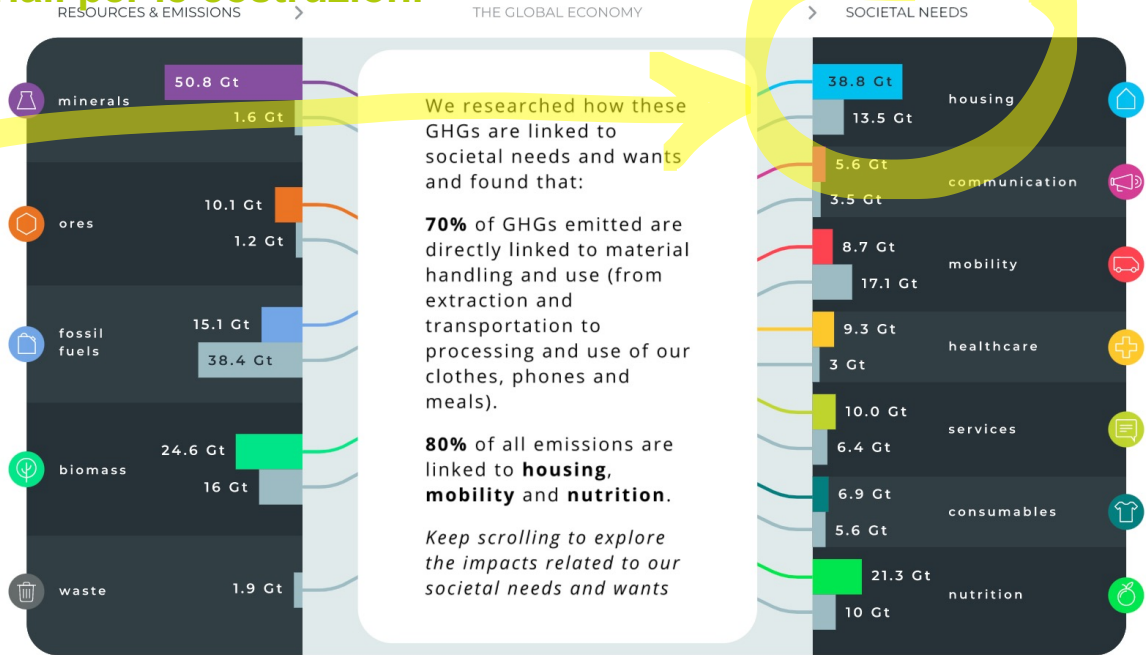 per le costruzioni
RESOURCES & EMISSIONS
THE GLOBAL ECONOMY
SOCIETAL NEEDS
50.8 Gt
minerals
1.6 Gt
10.1 Gt
ores
1.2 Gt
15.1 Gt
fossil
fuels
38.4 Gt
24.6 Gt
biomass
16 Gt
waste
1.9 Gt
We researched how these
GHGs are linked to
societal needs and wants
and found that:
70% of GHGs emitted are
directly linked to material
handling and use (from
extraction and
transportation to
processing and use of our
clothes, phones and
meals).
80% of all emissions are
linked to housing,
mobility and nutrition.
Keep scrolling to explore
the impacts related to our
societal needs and wants
38.8 Gt
housing
13.5 Gt
5.6 Gt
communication
3.5 Gt
8.7 Gt
mobility
17.1 Gt
9.3 Gt
healthcare
3 Gt
10.0 Gt
services
6.4 Gt
6.9 Gt
consumables
5.6 Gt
21.3 Gt
nutrition
10 Gt